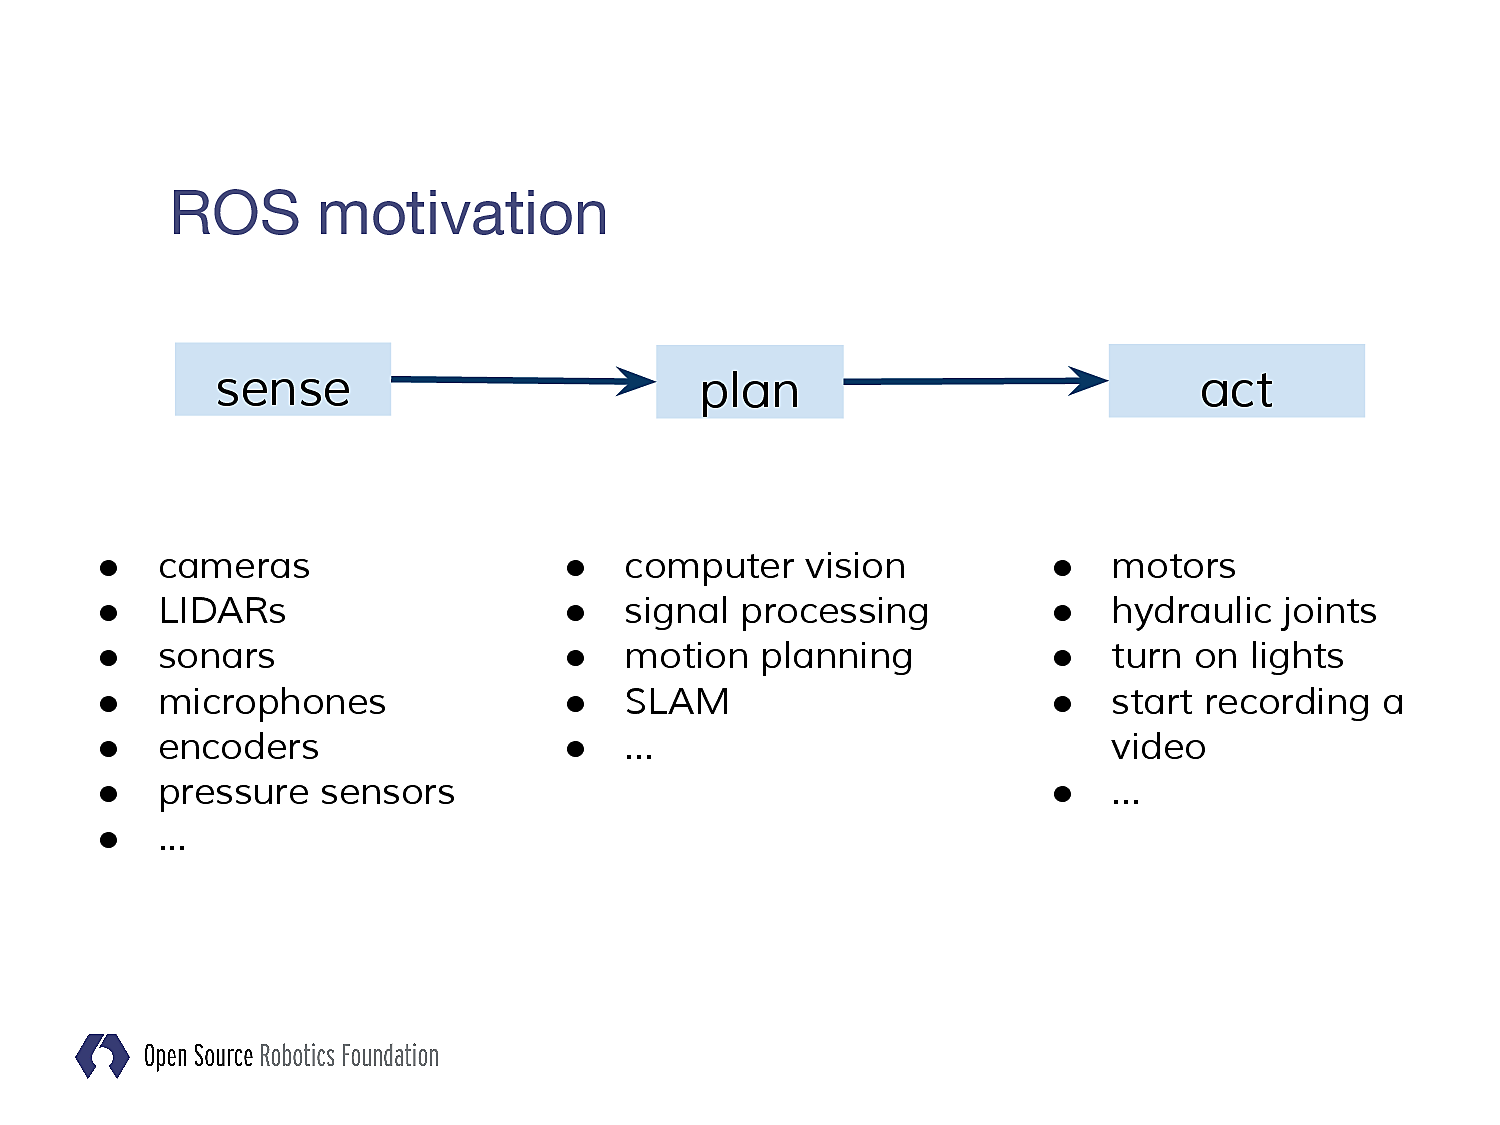 ROS motivation
sense
plan
act
● cameras
● LIDARs
● sonars
● microphones
● encoders
● pressure sensors
● ...
● computer vision
● signal processing
● motion planning
● SLAM
● ...
● motors
● hydraulic joints
● turn on lights
● start recording a
video
● ...
Open Source Robotics Foundation